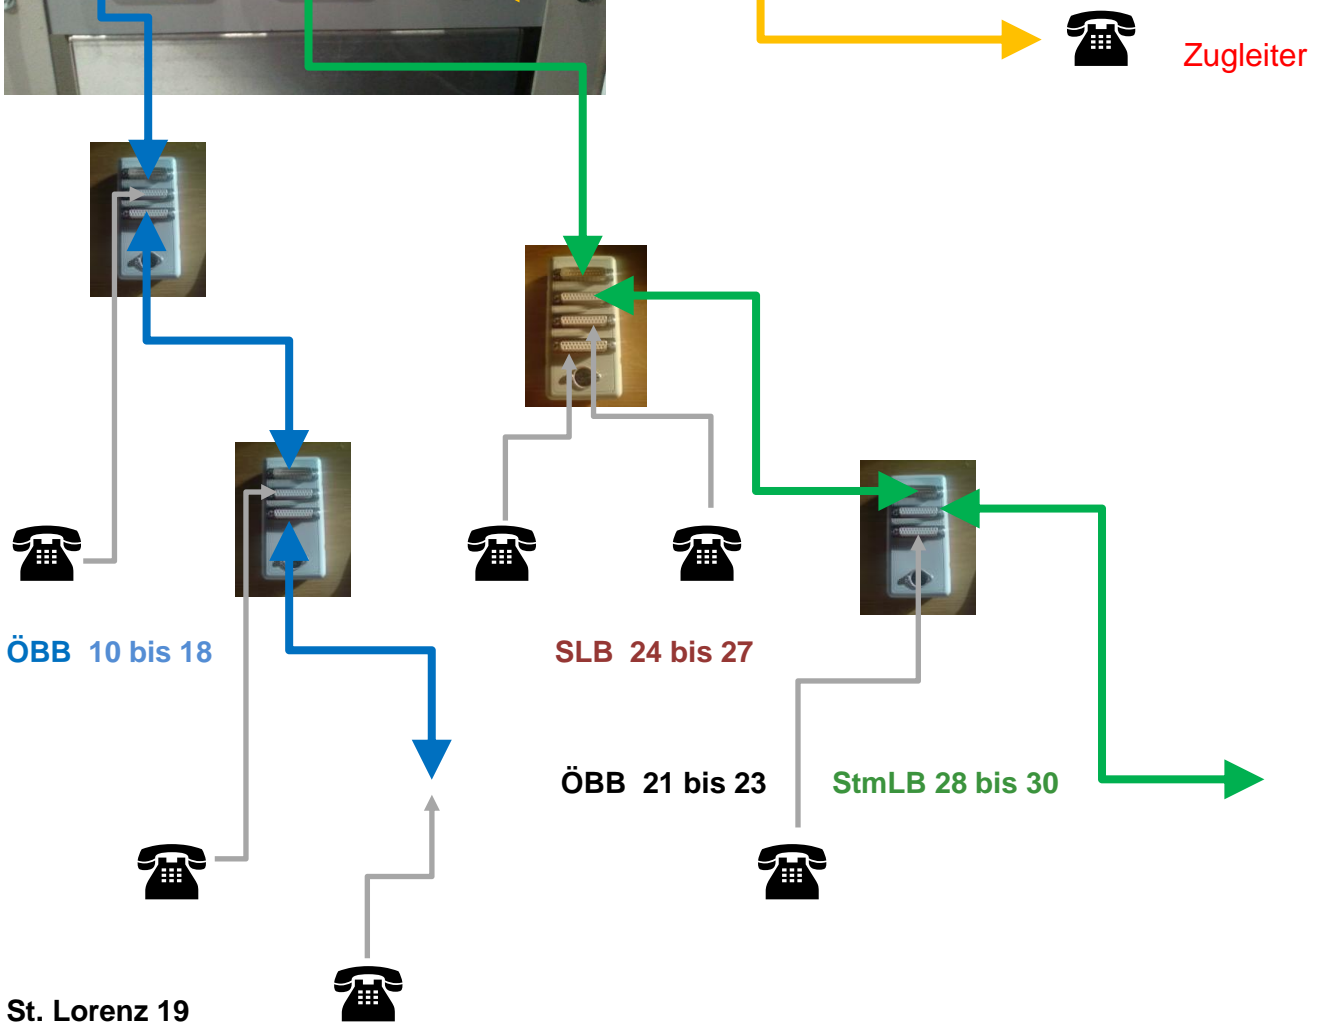 Zugleiter
ÖBB 10 bis 18
SLB 24 bis 27
ÖBB 21 bis 23
StmLB 28 bis 30
St. Lorenz 19